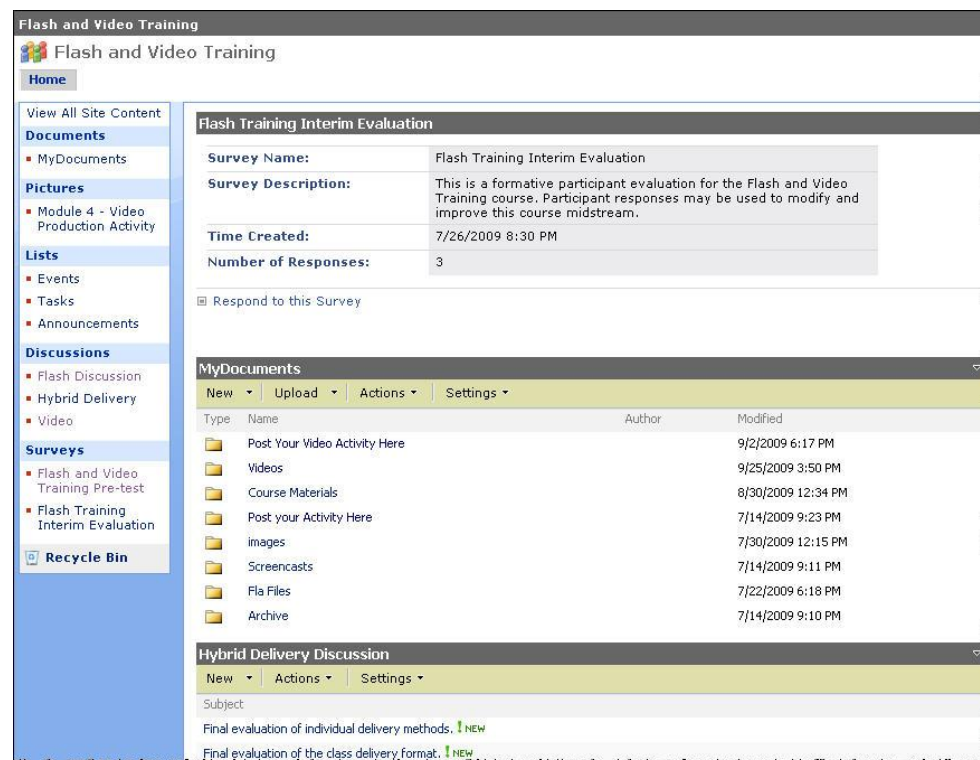 Flash and Video Training
Flash and Video Training
Home
View All Site Content
Documents
MyDocuments
Pictures
Module 4 - Video
Production Activity
Lists
Events
Tasks
Announcements
Discussions
Flash Discussion
Hybrid Delivery
Video
Surveys
Flash and Video
Training Pre-test
Flash Training
Interim Evaluation
Recycle Bin
Flash Training Interim Evaluation
Survey Name: Flash Training Interim Evaluation
Survey Description: This is a formative participant evaluation for the Flash and Video
Training course. Participant responses may be used to modify and
improve this course midstream.
Time Created: 7/26/2009 8:30 PM
Number of Responses: 3
Respond to this Survey
MyDocuments
New Upload Actions Settings
Type Name Author Modified
Post Your Video Activity Here 9/2/2009 6:17 PM
Videos 9/25/2009 3:50 PM
Course Materials 8/30/2009 12:34 PM
Post your Activity Here 7/14/2009 9:23 PM
images 7/30/2009 12:15 PM
Screencasts 7/14/2009 9:11 PM
Fla Files 7/22/2009 6:18 PM
Archive 7/14/2009 9:10 PM
Hybrid Delivery Discussion
New Actions Settings
Subject
Final evaluation of individual delivery methods. ! NEW
Final evaluation of the class delivery format. ! NEW